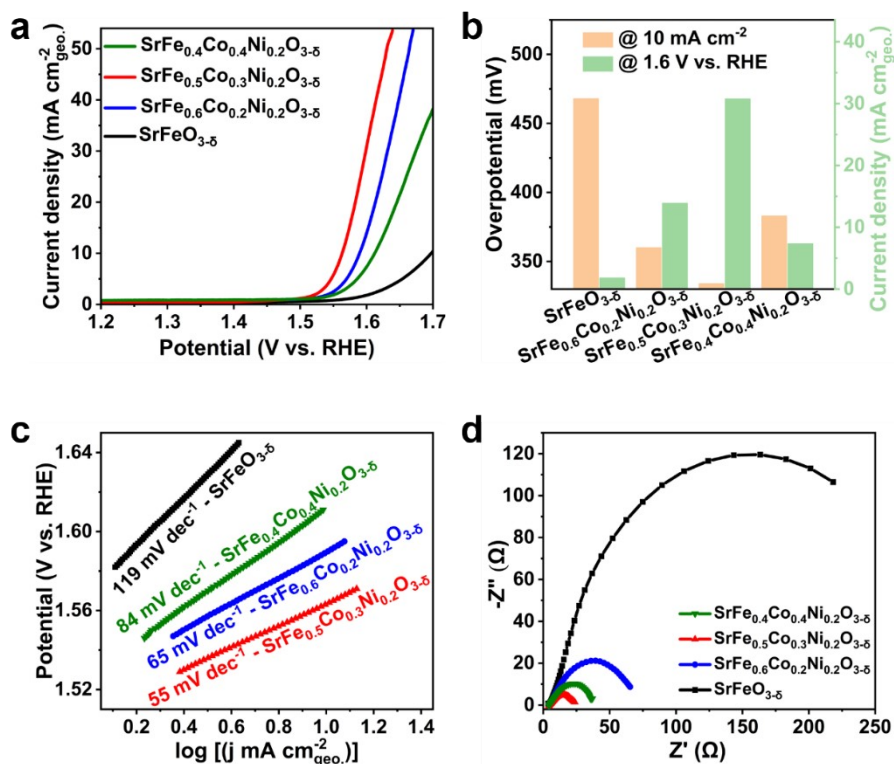 a
SrFe0.4Co0.4Ni0.2O3-δ
SrFe0.5Co0.3Ni0.2O3-δ
SrFe0.6Co0.2Ni0.2O3-δ
SrFeO3-δ
Current density (mA cm-2geo.)
50
40
30
20
10
0
1.2 1.3 1.4 1.5 1.6 1.7
Potential (V vs. RHE)
b
@ 10 mA cm-2
@ 1.6 V vs. RHE
Overpotential (mV)
525
500
475
450
425
400
375
350
330
Current density (mA cm-2geo.)
40
30
20
10
0
SrFeO3-δ
SrFe0.6Co0.2Ni0.2O3-δ
SrFe0.5Co0.3Ni0.2O3-δ
SrFe0.4Co0.4Ni0.2O3-δ
c
Potential (V vs. RHE)
1.64
1.60
1.56
1.52
119 mV dec-1 - SrFeO3-δ
84 mV dec-1 - SrFe0.4Co0.4Ni0.2O3-δ
65 mV dec-1 - SrFe0.6Co0.2Ni0.2O3-δ
55 mV dec-1 - SrFe0.5Co0.3Ni0.2O3-δ
0.0 0.2 0.4 0.6 0.8 1.0 1.2 1.4
log [(j mA cm-2geo.)]
d
-Z″ (Ω)
120
100
80
60
40
20
0
SrFe0.4Co0.4Ni0.2O3-δ
SrFe0.5Co0.3Ni0.2O3-δ
SrFe0.6Co0.2Ni0.2O3-δ
SrFeO3-δ
0 50 100 150 200 250
Z' (Ω)